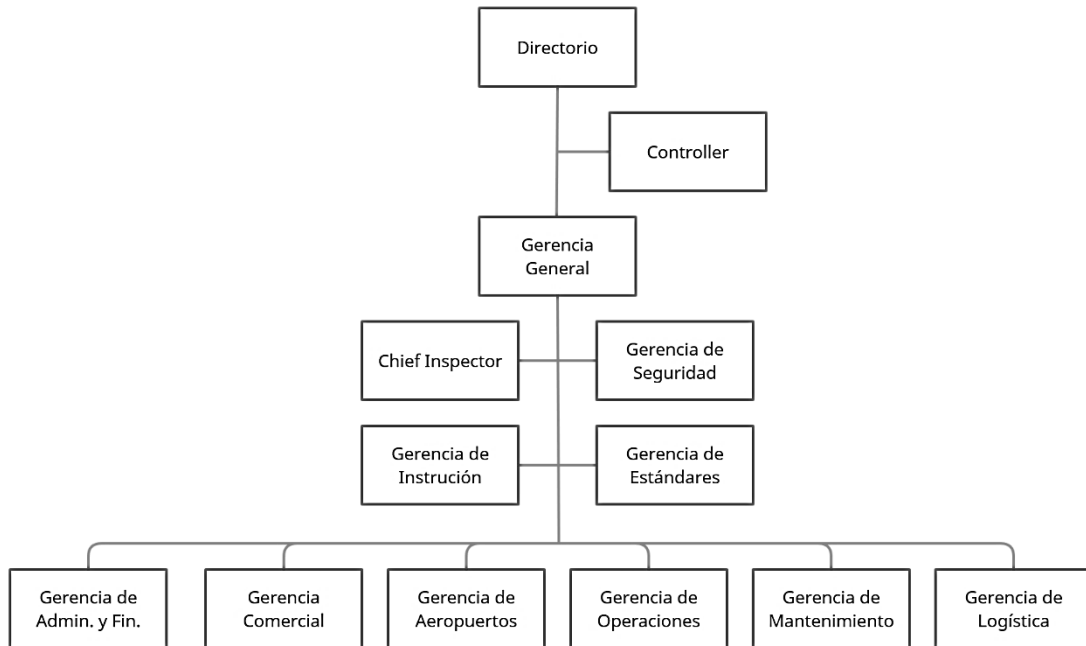 Directorio
Controller
Gerencia
General
Chief Inspector
Gerencia de
Seguridad
Gerencia de
Instrución
Gerencia de
Estándares
Gerencia de
Admin. y Fin.
Gerencia
Comercial
Gerencia de
Aeropuertos
Gerencia de
Operaciones
Gerencia de
Mantenimiento
Gerencia de
Logística